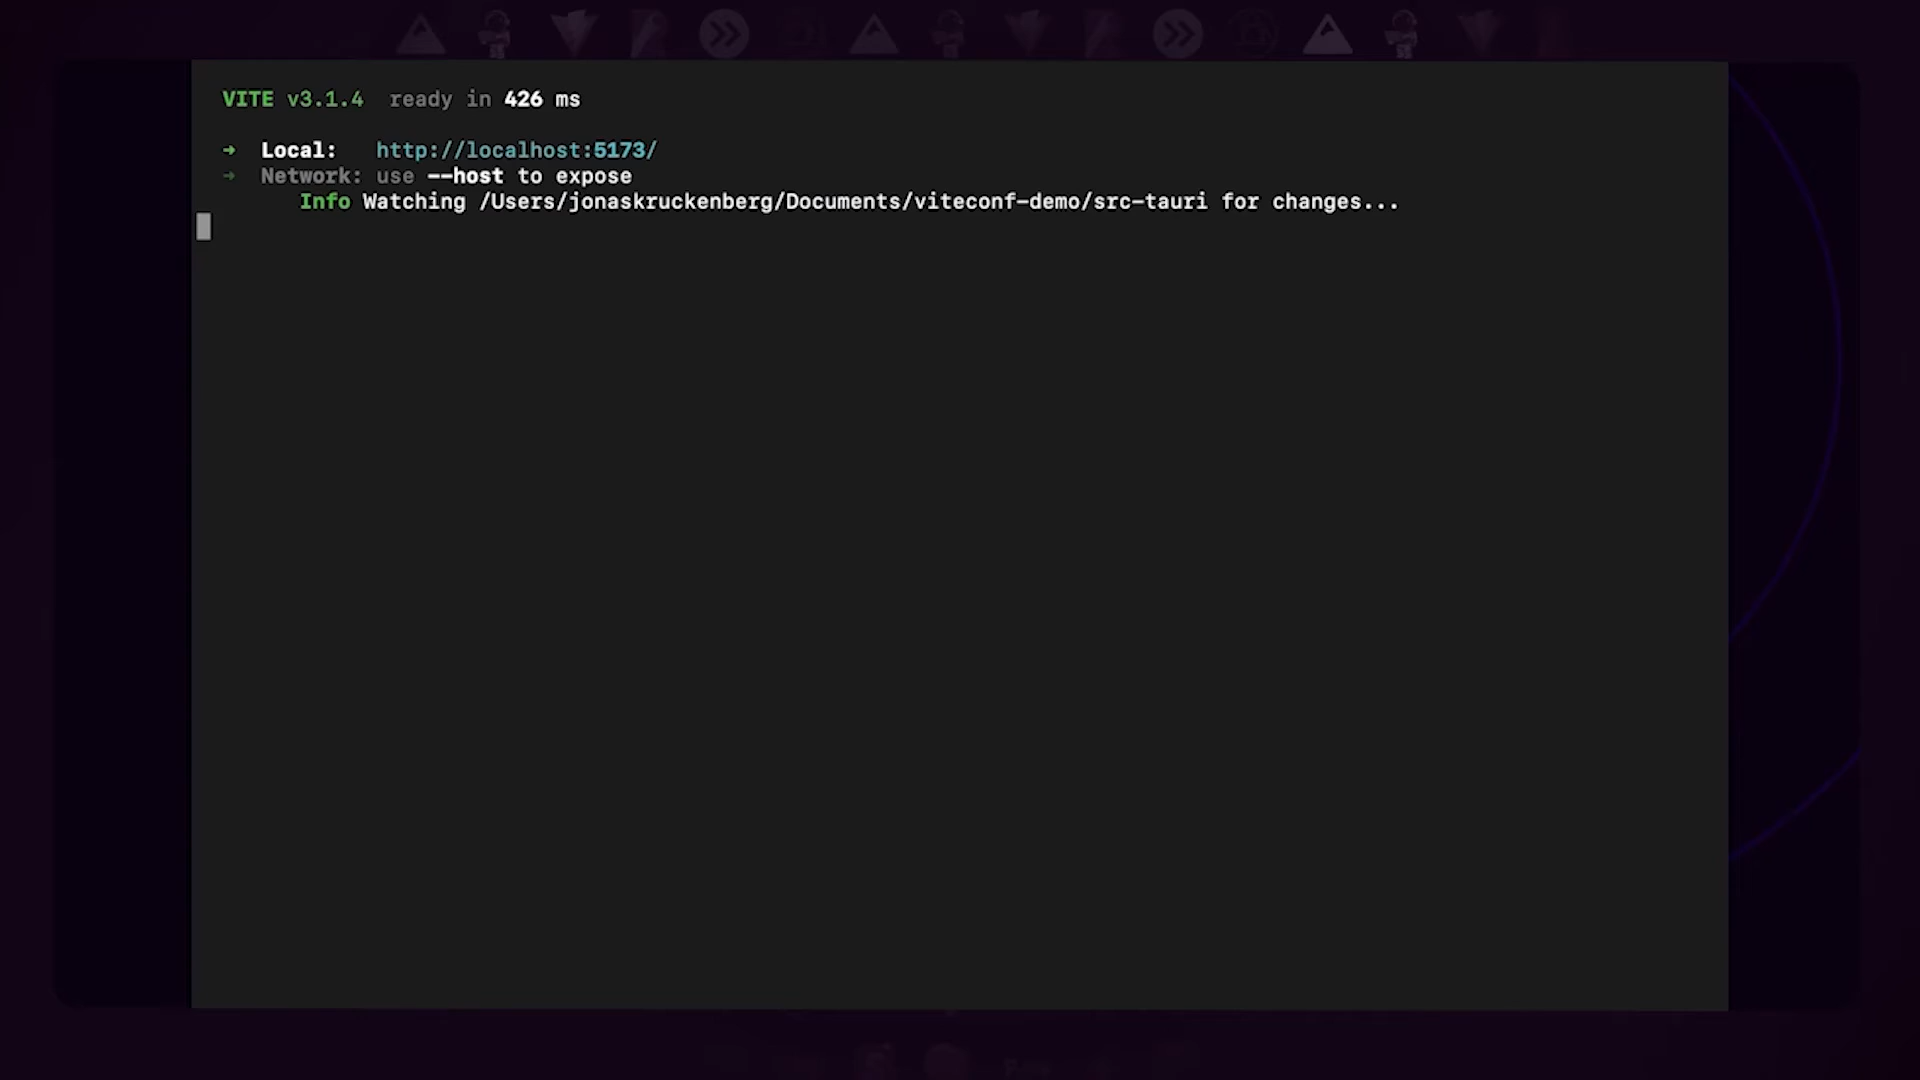 VITE v3.1.4  ready in 426 ms
➜  Local:   http://localhost:5173/
➜  Network: use --host to expose
Info Watching /Users/jonaskruckenberg/Documents/viteconf-demo/src-tauri for changes...